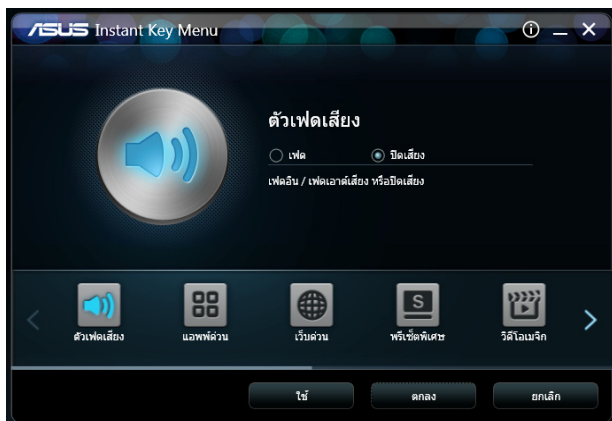 ASUS Instant Key Menu
ตัวเฟดเสียง
เฟด ปิดเสียง
เฟดอิน / เฟดเอาต์เสียง หรือปิดเสียง
S
ตัวเฟดเสียง แอพพ์ด่วน เว็บด่วน พรีเซ็ตพิเศษ วิดีโอเมจิก
ใช้ ตกลง ยกเลิก